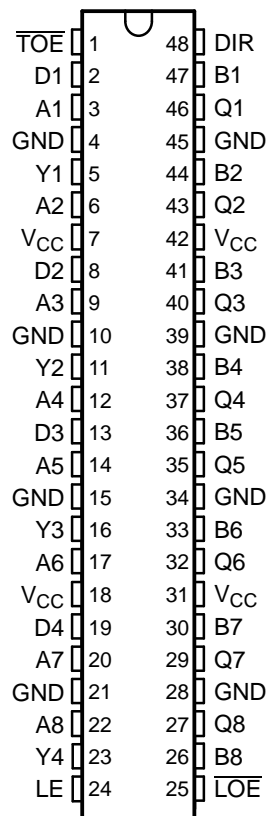 T̅O̅E̅ 1 48 DIR
D1 2 47 B1
A1 3 46 Q1
GND 4 45 GND
Y1 5 44 B2
A2 6 43 Q2
VCC 7 42 VCC
D2 8 41 B3
A3 9 40 Q3
GND 10 39 GND
Y2 11 38 B4
A4 12 37 Q4
D3 13 36 B5
A5 14 35 Q5
GND 15 34 GND
Y3 16 33 B6
A6 17 32 Q6
VCC 18 31 VCC
D4 19 30 B7
A7 20 29 Q7
GND 21 28 GND
A8 22 27 Q8
Y4 23 26 B8
LE 24 25 L̅O̅E̅